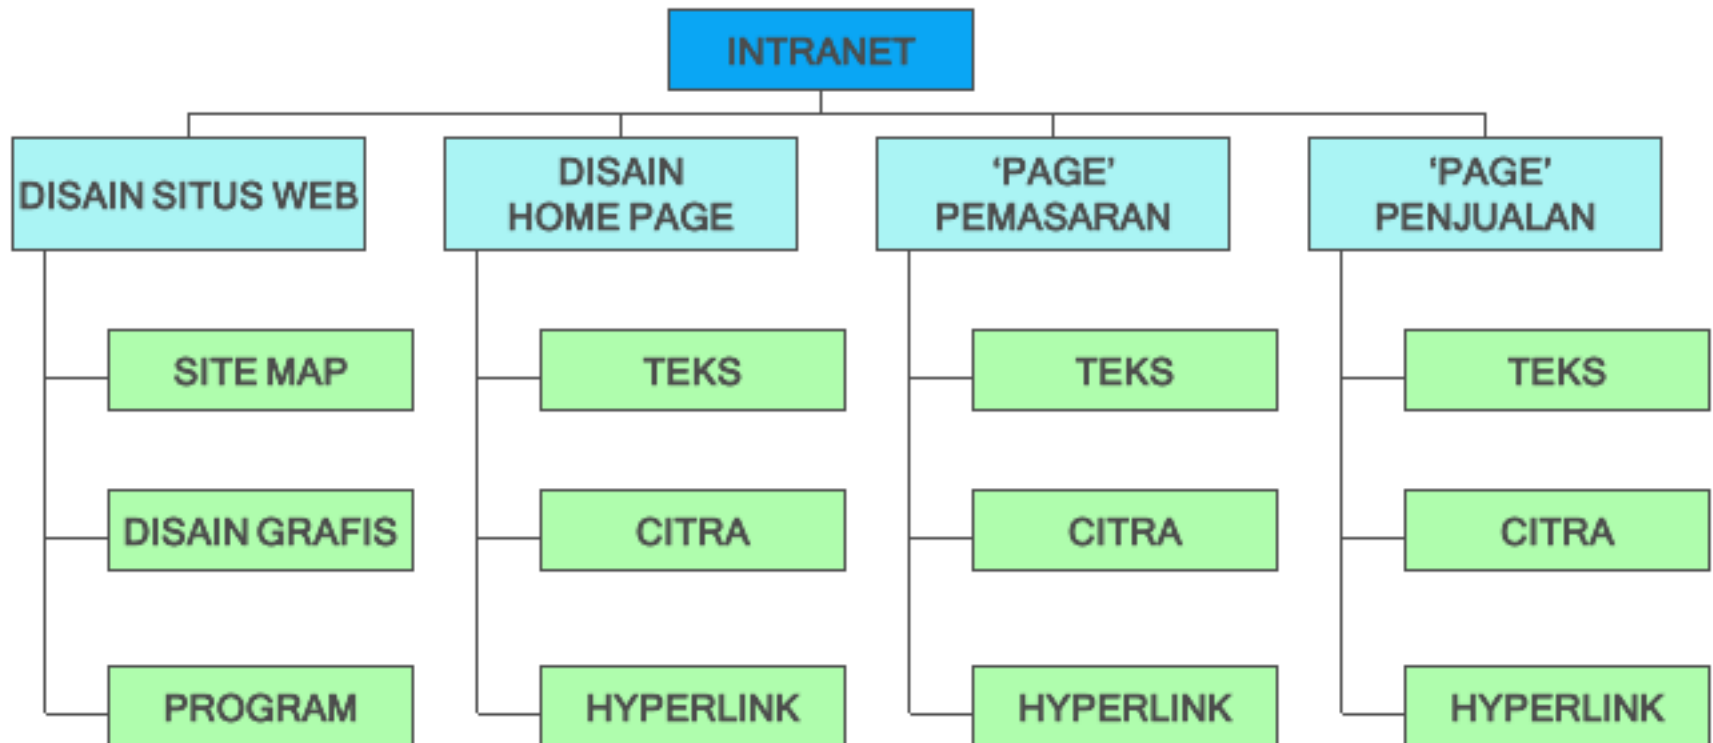 INTRANET
DISAIN SITUS WEB
DISAIN
HOME PAGE
‘PAGE’
PEMASARAN
‘PAGE’
PENJUALAN
SITE MAP
TEKS
TEKS
TEKS
DISAIN GRAFIS
CITRA
CITRA
CITRA
PROGRAM
HYPERLINK
HYPERLINK
HYPERLINK